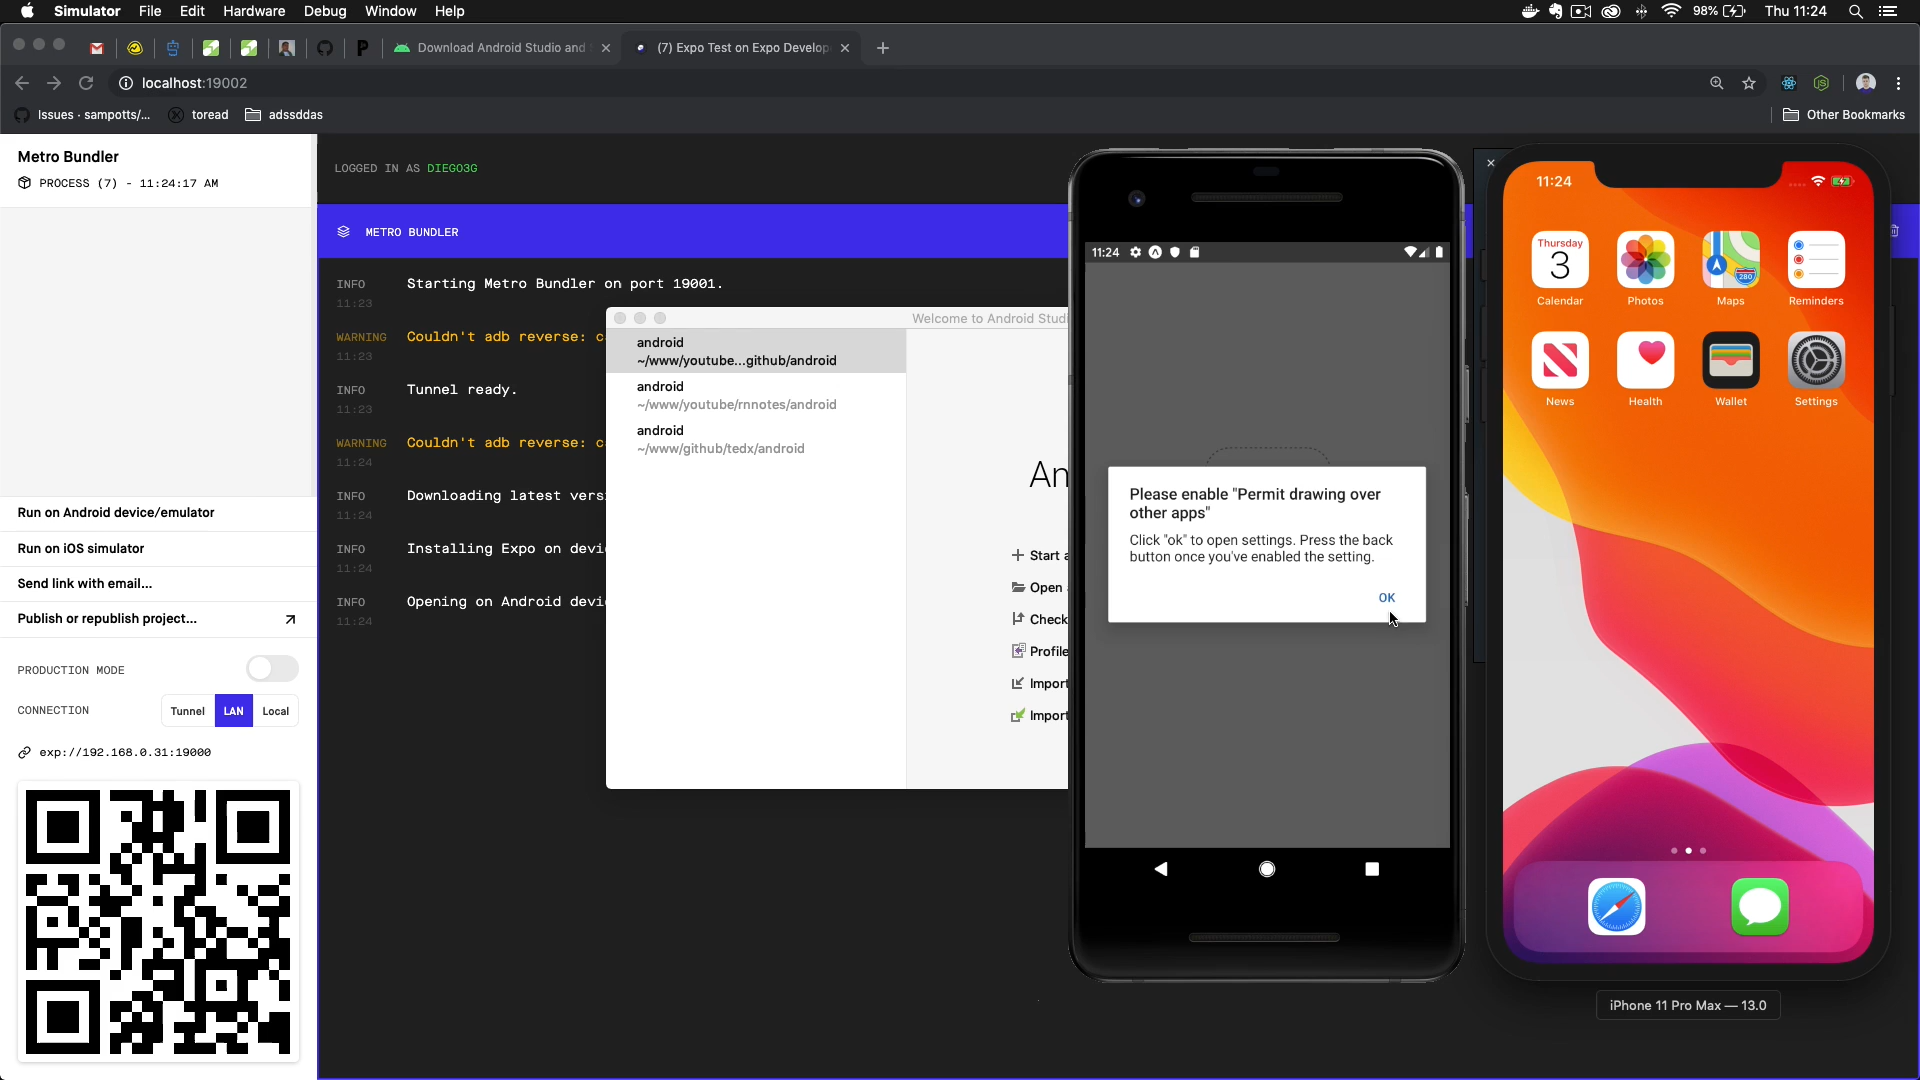 Simulator File Edit Hardware Debug Window Help
98% Thu 11:24
Download Android Studio and
(7) Expo Test on Expo Develop
localhost:19002
Issues · sampotts/...
toread
adssddas
Other Bookmarks
Metro Bundler
PROCESS (7) - 11:24:17 AM
Run on Android device/emulator
Run on iOS simulator
Send link with email...
Publish or republish project...
PRODUCTION MODE
CONNECTION
Tunnel LAN Local
exp://192.168.0.31:19000
LOGGED IN AS DIEGO3G
METRO BUNDLER
INFO Starting Metro Bundler on port 19001.
11:23
WARNING Couldn't adb reverse:
11:23
INFO Tunnel ready.
11:23
WARNING Couldn't adb reverse:
11:24
INFO Downloading latest
11:24
INFO Installing Expo on
11:24
INFO Opening on Android
11:24
Welcome to Android
android
~/www/youtube...github/android
android
~/www/youtube/rnnotes/android
android
~/www/github/tedx/android
An
Start
Open
Check
Profile
Import
Import
11:24
Please enable "Permit drawing over
other apps"
Click "ok" to open settings. Press the back
button once you've enabled the setting.
OK
11:24
Thursday
3
280
Calendar Photos Maps Reminders
News Health Wallet Settings
iPhone 11 Pro Max — 13.0